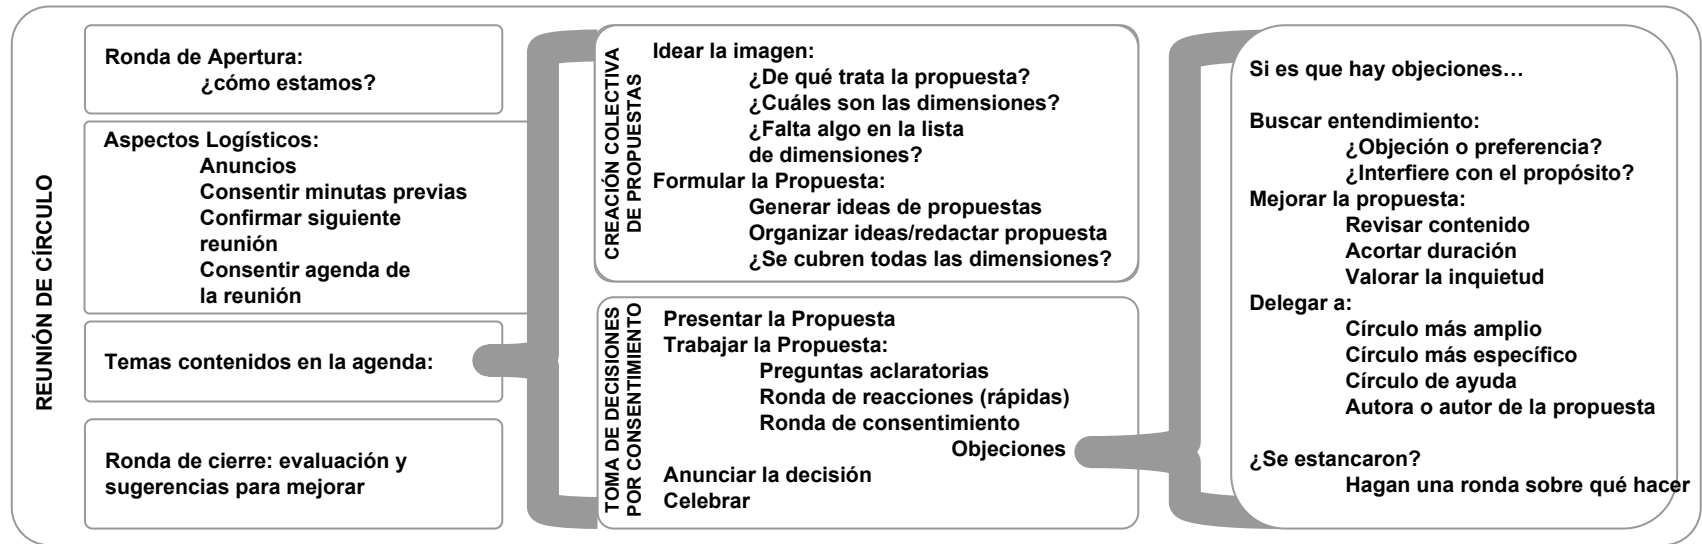 REUNIÓN DE CÍRCULO
Ronda de Apertura:
¿cómo estamos?
Aspectos Logísticos:
Anuncios
Consentir minutas previas
Confirmar siguiente
reunión
Consentir agenda de
la reunión
Temas contenidos en la agenda:
Ronda de cierre: evaluación y
sugerencias para mejorar
CREACIÓN COLECTIVA
DE PROPUESTAS
Idear la imagen:
¿De qué trata la propuesta?
¿Cuáles son las dimensiones?
¿Falta algo en la lista
de dimensiones?
Formular la Propuesta:
Generar ideas de propuestas
Organizar ideas/redactar propuesta
¿Se cubren todas las dimensiones?
TOMA DE DECISIONES
POR CONSENTIMIENTO
Presentar la Propuesta
Trabajar la Propuesta:
Preguntas aclaratorias
Ronda de reacciones (rápidas)
Ronda de consentimiento
Objeciones
Anunciar la decisión
Celebrar
Si es que hay objeciones…
Buscar entendimiento:
¿Objeción o preferencia?
¿Interfiere con el propósito?
Mejorar la propuesta:
Revisar contenido
Acortar duración
Valorar la inquietud
Delegar a:
Círculo más amplio
Círculo más específico
Círculo de ayuda
Autora o autor de la propuesta
¿Se estancaron?
Hagan una ronda sobre qué hacer